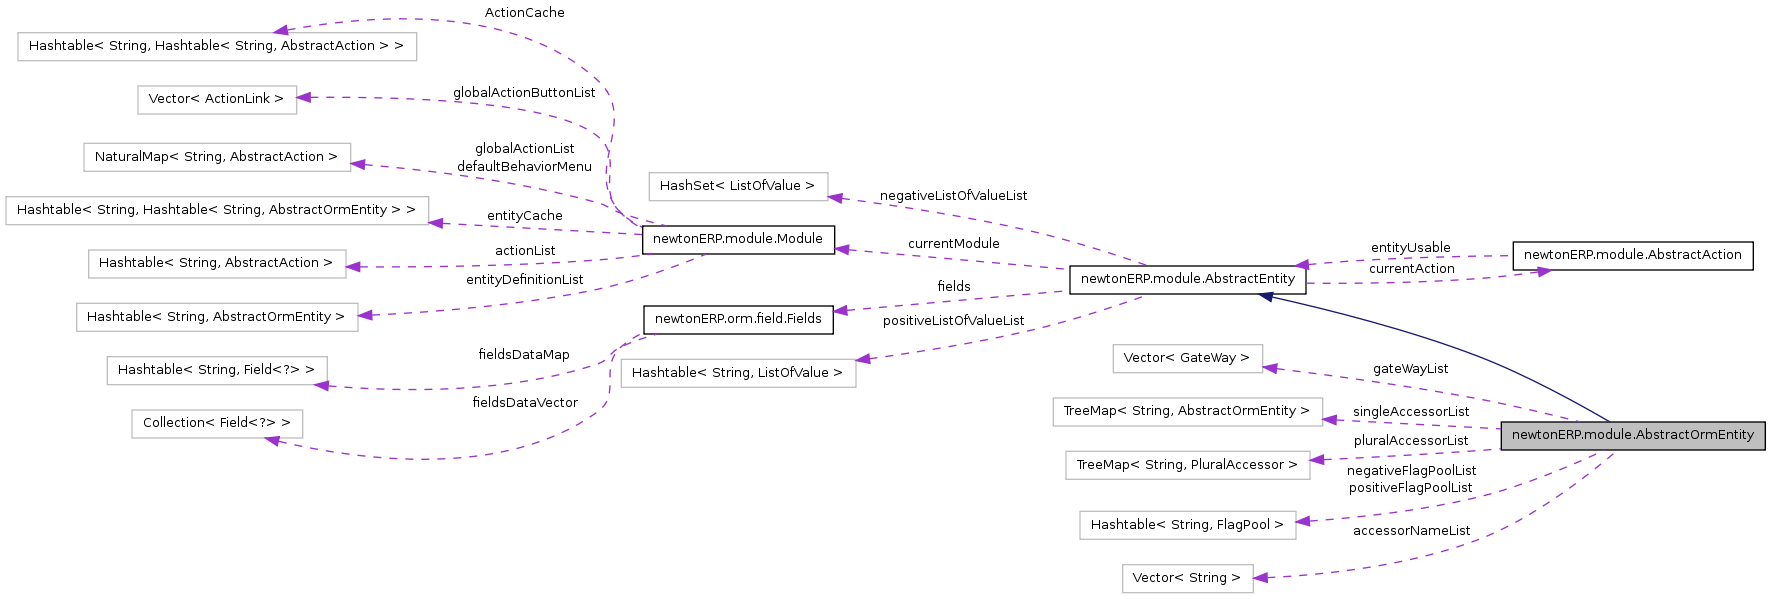 ActionCache
Hashtable< String, Hashtable< String, AbstractAction > >
globalActionButtonList
Vector< ActionLink >
globalActionList
defaultBehaviorMenu
NaturalMap< String, AbstractAction >
HashSet< ListOfValue >
negativeListOfValueList
Hashtable< String, Hashtable< String, AbstractOrmEntity > >
entityCache
newtonERP.module.Module
currentModule
entityUsable
newtonERP.module.AbstractAction
actionList
Hashtable< String, AbstractAction >
currentAction
newtonERP.module.AbstractEntity
entityDefinitionList
fields
Hashtable< String, AbstractOrmEntity >
newtonERP.orm.field.Fields
positiveListOfValueList
fieldsDataMap
Vector< GateWay >
gateWayList
Hashtable< String, Field<?> >
Hashtable< String, ListOfValue >
fieldsDataVector
TreeMap< String, AbstractOrmEntity >
singleAccessorList
Collection< Field<?> >
newtonERP.module.AbstractOrmEntity
pluralAccessorList
TreeMap< String, PluralAccessor >
negativeFlagPoolList
positiveFlagPoolList
Hashtable< String, FlagPool >
accessorNameList
Vector< String >